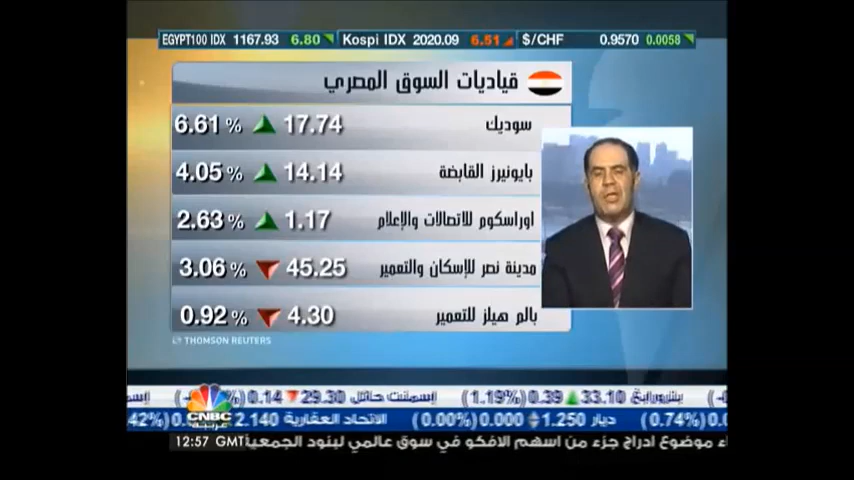 EGYPT100 IDX 1167.93 6.80 Kospi IDX 2020.09 6.51 $/CHF 0.9570 0.0058
قياديات السوق المصري
سوديك 17.74 6.61 %
بايونيرز القابضة 14.14 4.05 %
اوراسكوم للاتصالات والإعلام 1.17 2.63 %
مدينة نصر للإسكان والتعمير 45.25 3.06 %
بالم هيلز للتعمير 4.30 0.92 %
THOMSON REUTERS
33.10 0.39 (1.19%) إسمنت حائل 29.30 0.14
(0.74%) ديار 1.250 0.000 (0.00%) الاتحاد العقارية 2.140
CNBC
عربية
12:57 GMT
موضوع ادراج جزء من اسهم الافكو في سوق عالمي لبنود الجمعية